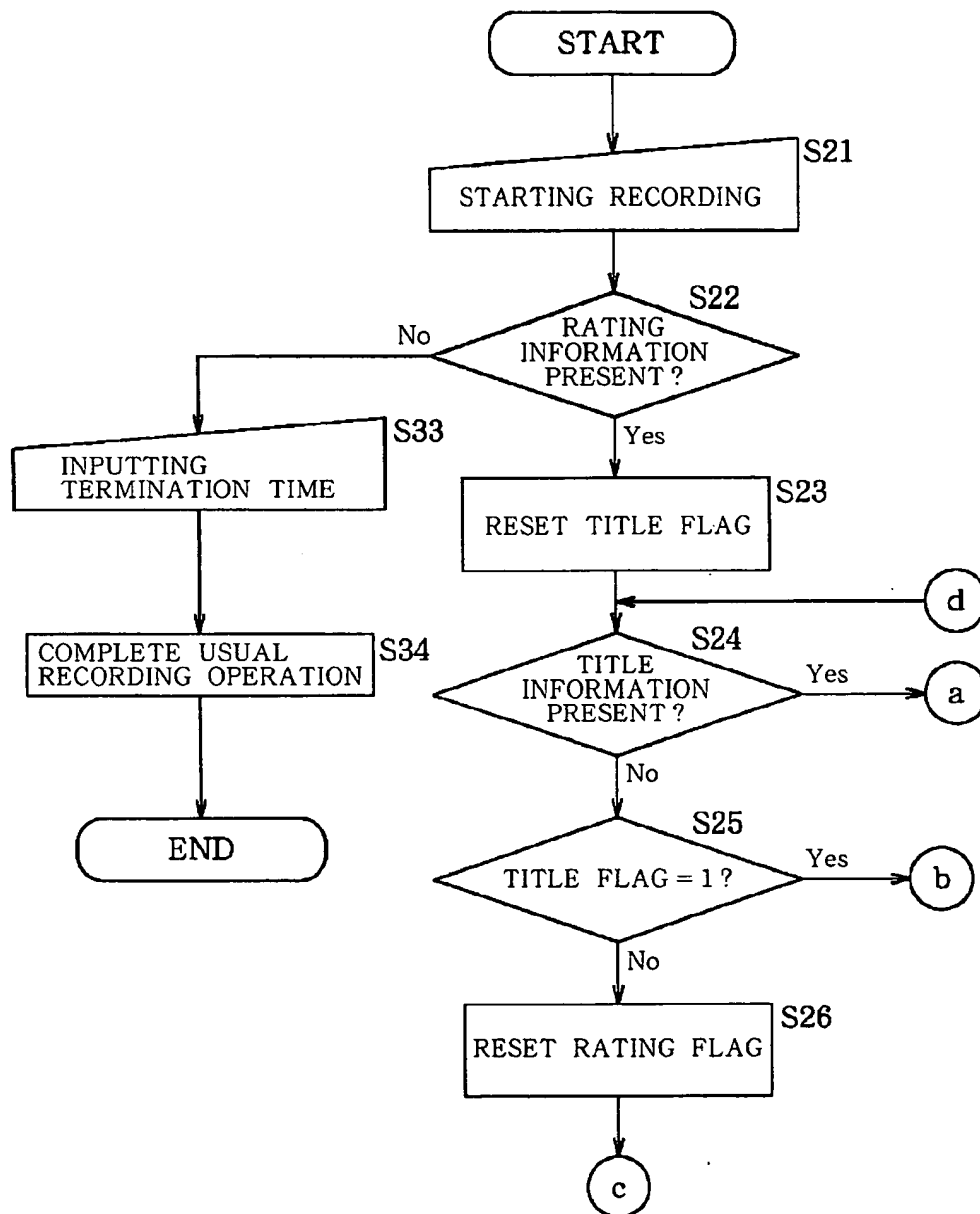 START
S21
STARTING RECORDING
S22
RATING
INFORMATION
PRESENT?
No
Yes
S33
INPUTTING
TERMINATION TIME
S23
RESET TITLE FLAG
d
S34
COMPLETE USUAL
RECORDING OPERATION
S24
TITLE
INFORMATION
PRESENT?
Yes
a
No
END
S25
TITLE FLAG = 1?
Yes
b
No
S26
RESET RATING FLAG
c